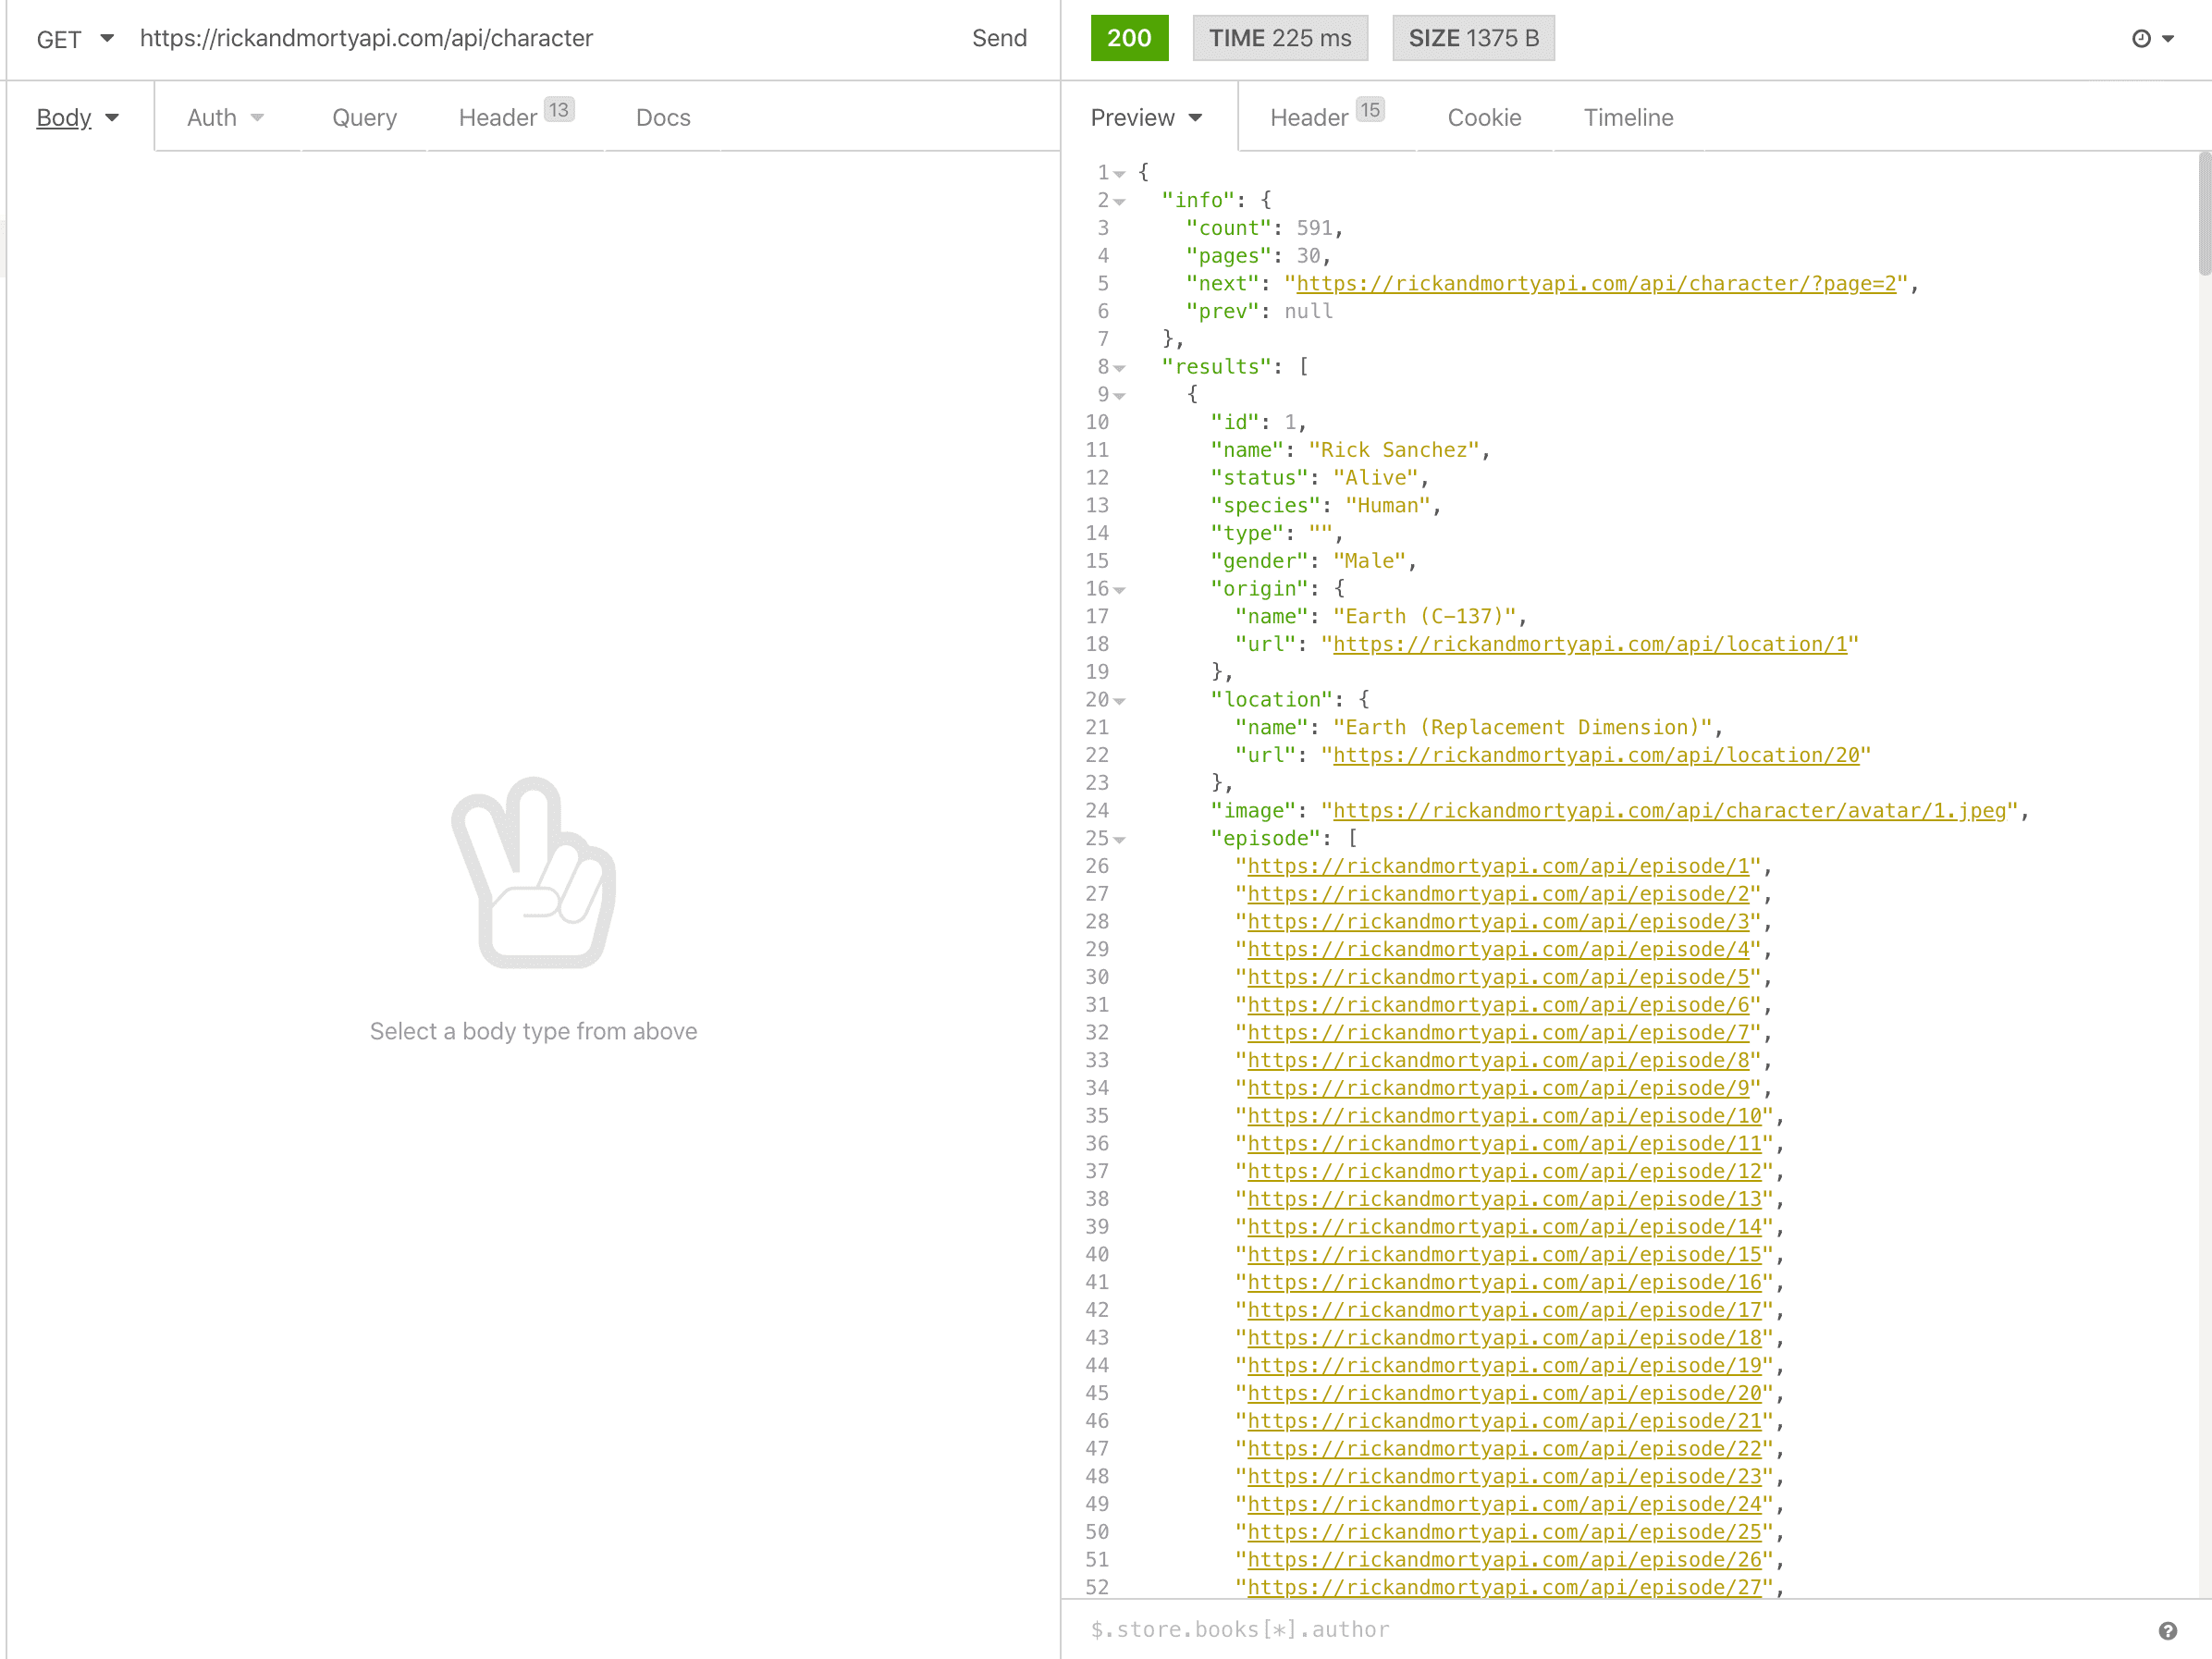 GET https://rickandmortyapi.com/api/character Send
200 TIME 225 ms SIZE 1375 B
Body Auth Query Header 13 Docs
Preview Header 15 Cookie Timeline
Select a body type from above
1 {
2 "info": {
3 "count": 591,
4 "pages": 30,
5 "next": "https://rickandmortyapi.com/api/character/?page=2",
6 "prev": null
7 },
8 "results": [
9 {
10 "id": 1,
11 "name": "Rick Sanchez",
12 "status": "Alive",
13 "species": "Human",
14 "type": "",
15 "gender": "Male",
16 "origin": {
17 "name": "Earth (C-137)",
18 "url": "https://rickandmortyapi.com/api/location/1"
19 },
20 "location": {
21 "name": "Earth (Replacement Dimension)",
22 "url": "https://rickandmortyapi.com/api/location/20"
23 },
24 "image": "https://rickandmortyapi.com/api/character/avatar/1.jpeg",
25 "episode": [
26 "https://rickandmortyapi.com/api/episode/1",
27 "https://rickandmortyapi.com/api/episode/2",
28 "https://rickandmortyapi.com/api/episode/3",
29 "https://rickandmortyapi.com/api/episode/4",
30 "https://rickandmortyapi.com/api/episode/5",
31 "https://rickandmortyapi.com/api/episode/6",
32 "https://rickandmortyapi.com/api/episode/7",
33 "https://rickandmortyapi.com/api/episode/8",
34 "https://rickandmortyapi.com/api/episode/9",
35 "https://rickandmortyapi.com/api/episode/10",
36 "https://rickandmortyapi.com/api/episode/11",
37 "https://rickandmortyapi.com/api/episode/12",
38 "https://rickandmortyapi.com/api/episode/13",
39 "https://rickandmortyapi.com/api/episode/14",
40 "https://rickandmortyapi.com/api/episode/15",
41 "https://rickandmortyapi.com/api/episode/16",
42 "https://rickandmortyapi.com/api/episode/17",
43 "https://rickandmortyapi.com/api/episode/18",
44 "https://rickandmortyapi.com/api/episode/19",
45 "https://rickandmortyapi.com/api/episode/20",
46 "https://rickandmortyapi.com/api/episode/21",
47 "https://rickandmortyapi.com/api/episode/22",
48 "https://rickandmortyapi.com/api/episode/23",
49 "https://rickandmortyapi.com/api/episode/24",
50 "https://rickandmortyapi.com/api/episode/25",
51 "https://rickandmortyapi.com/api/episode/26",
52 "https://rickandmortyapi.com/api/episode/27",
$.store.books[*].author